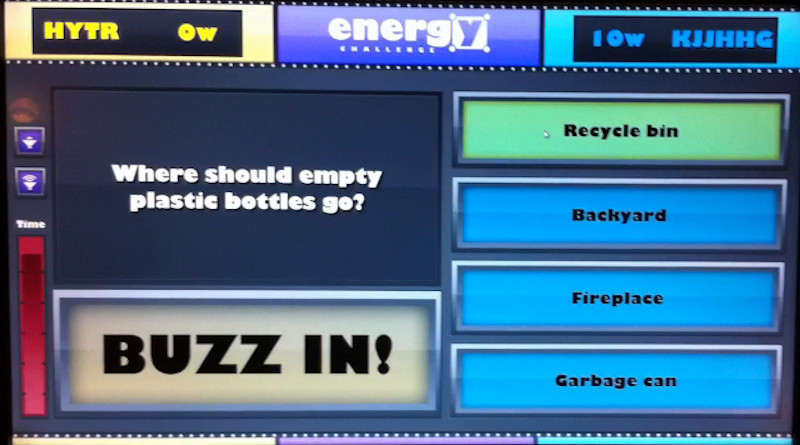 HYTR 0w
energy
CHALLENGE
10w KJJHHG
Where should empty
plastic bottles go?
Time
BUZZ IN!
Recycle bin
Backyard
Fireplace
Garbage can